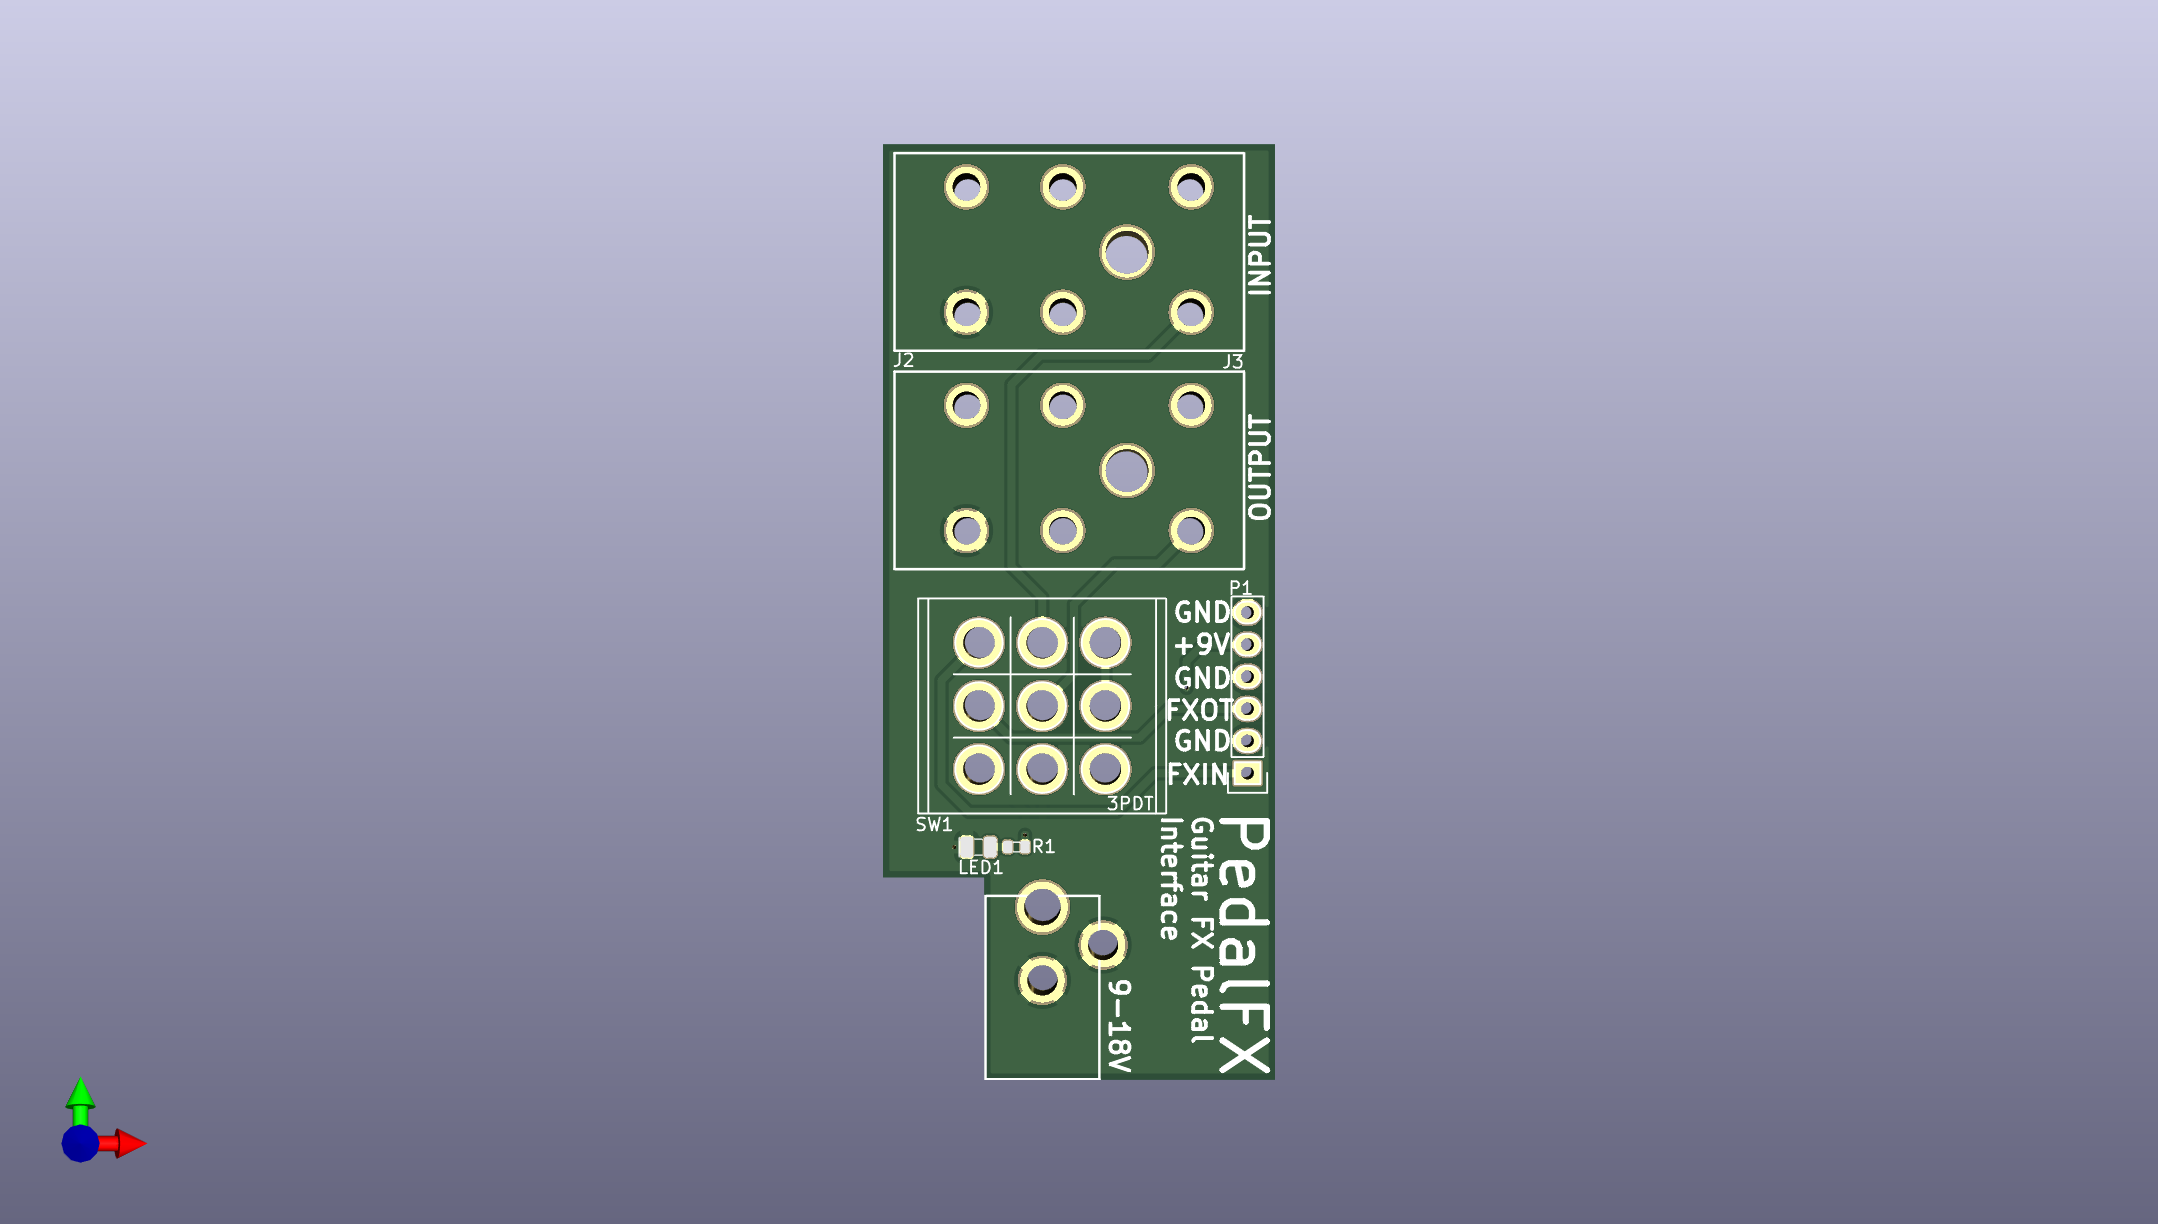 INPUT
J2
J3
OUTPUT
P1
GND
+9V
GND
FXOT
GND
FXIN
3PDT
SW1
R1
LED1
PedalFX
Guitar FX Pedal
Interface
9-18V